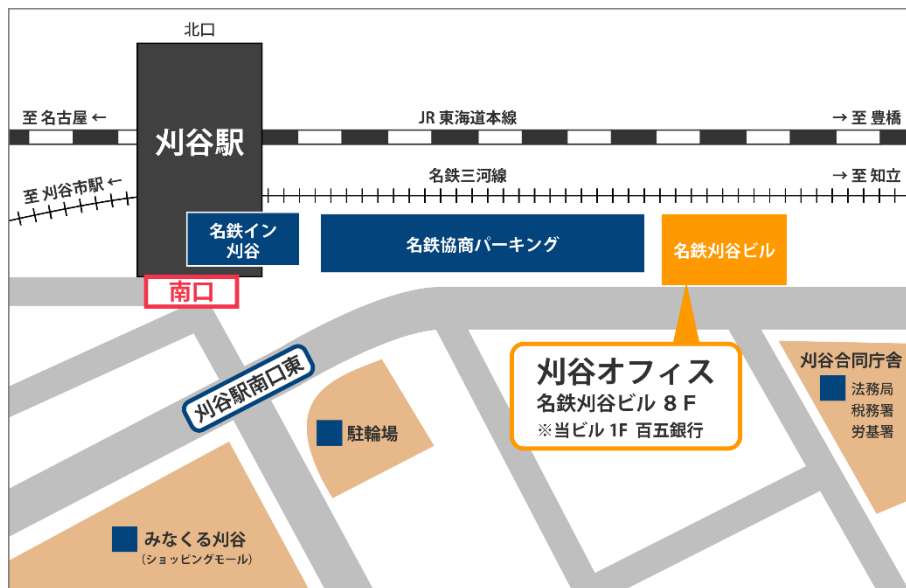 北口
至 名古屋 ←
刈谷駅
JR 東海道本線
→ 至 豊橋
至 刈谷市駅 ←
名鉄三河線
→ 至 知立
名鉄イン
刈谷
名鉄協商パーキング
名鉄刈谷ビル
南口
刈谷駅南口東
刈谷オフィス
名鉄刈谷ビル 8F
※当ビル 1F 百五銀行
刈谷合同庁舎
法務局
税務署
労基署
駐輪場
みなくる刈谷
(ショッピングモール)